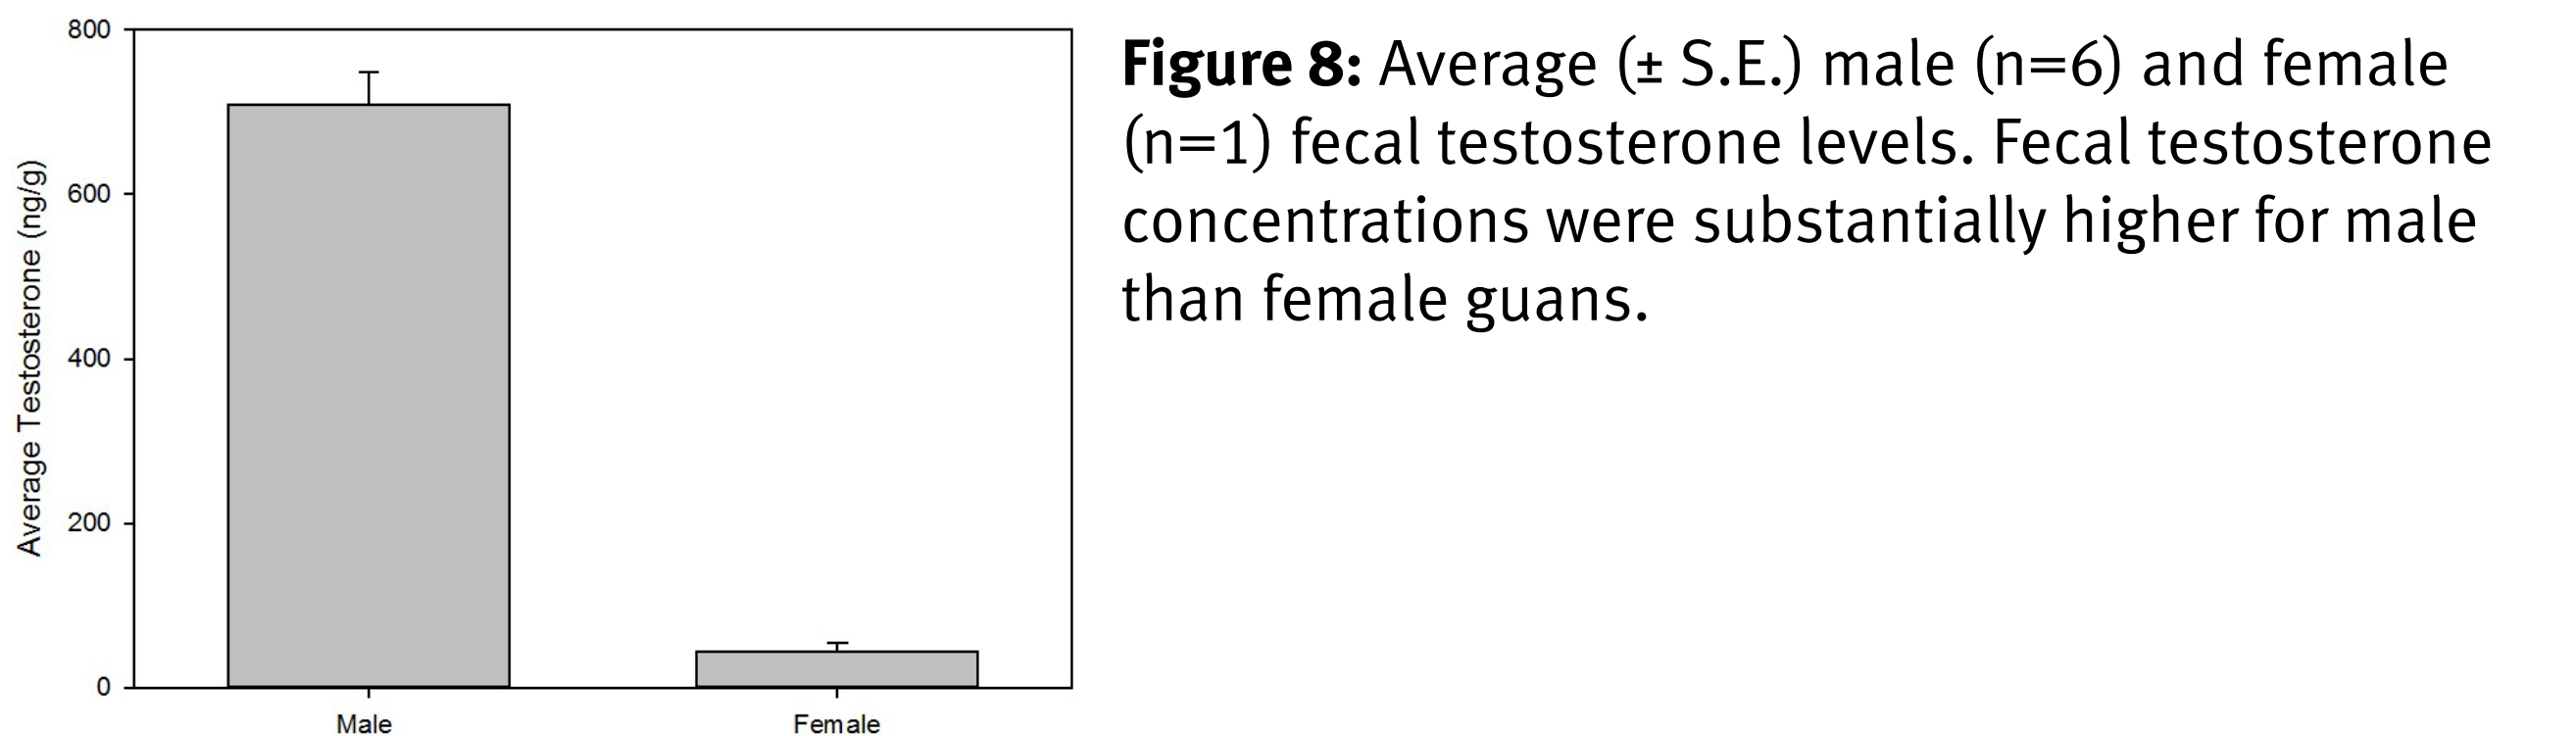 800
600
400
200
0
Average Testosterone (ng/g)
Male
Female
Figure 8: Average (± S.E.) male (n=6) and female
(n=1) fecal testosterone levels. Fecal testosterone
concentrations were substantially higher for male
than female guans.